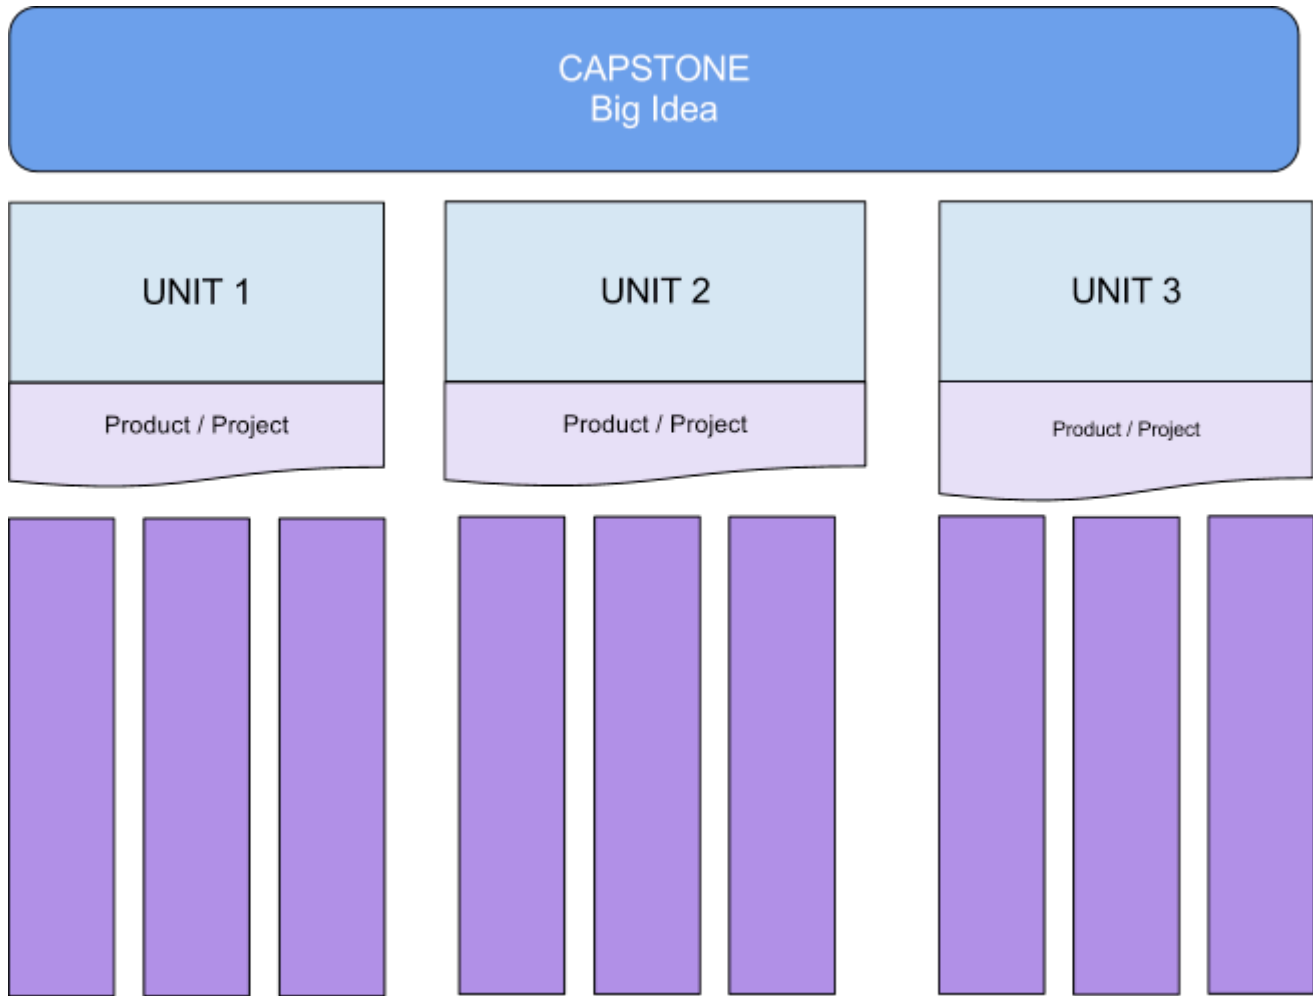 CAPSTONE
Big Idea
UNIT 1
UNIT 2
UNIT 3
Product / Project
Product / Project
Product / Project